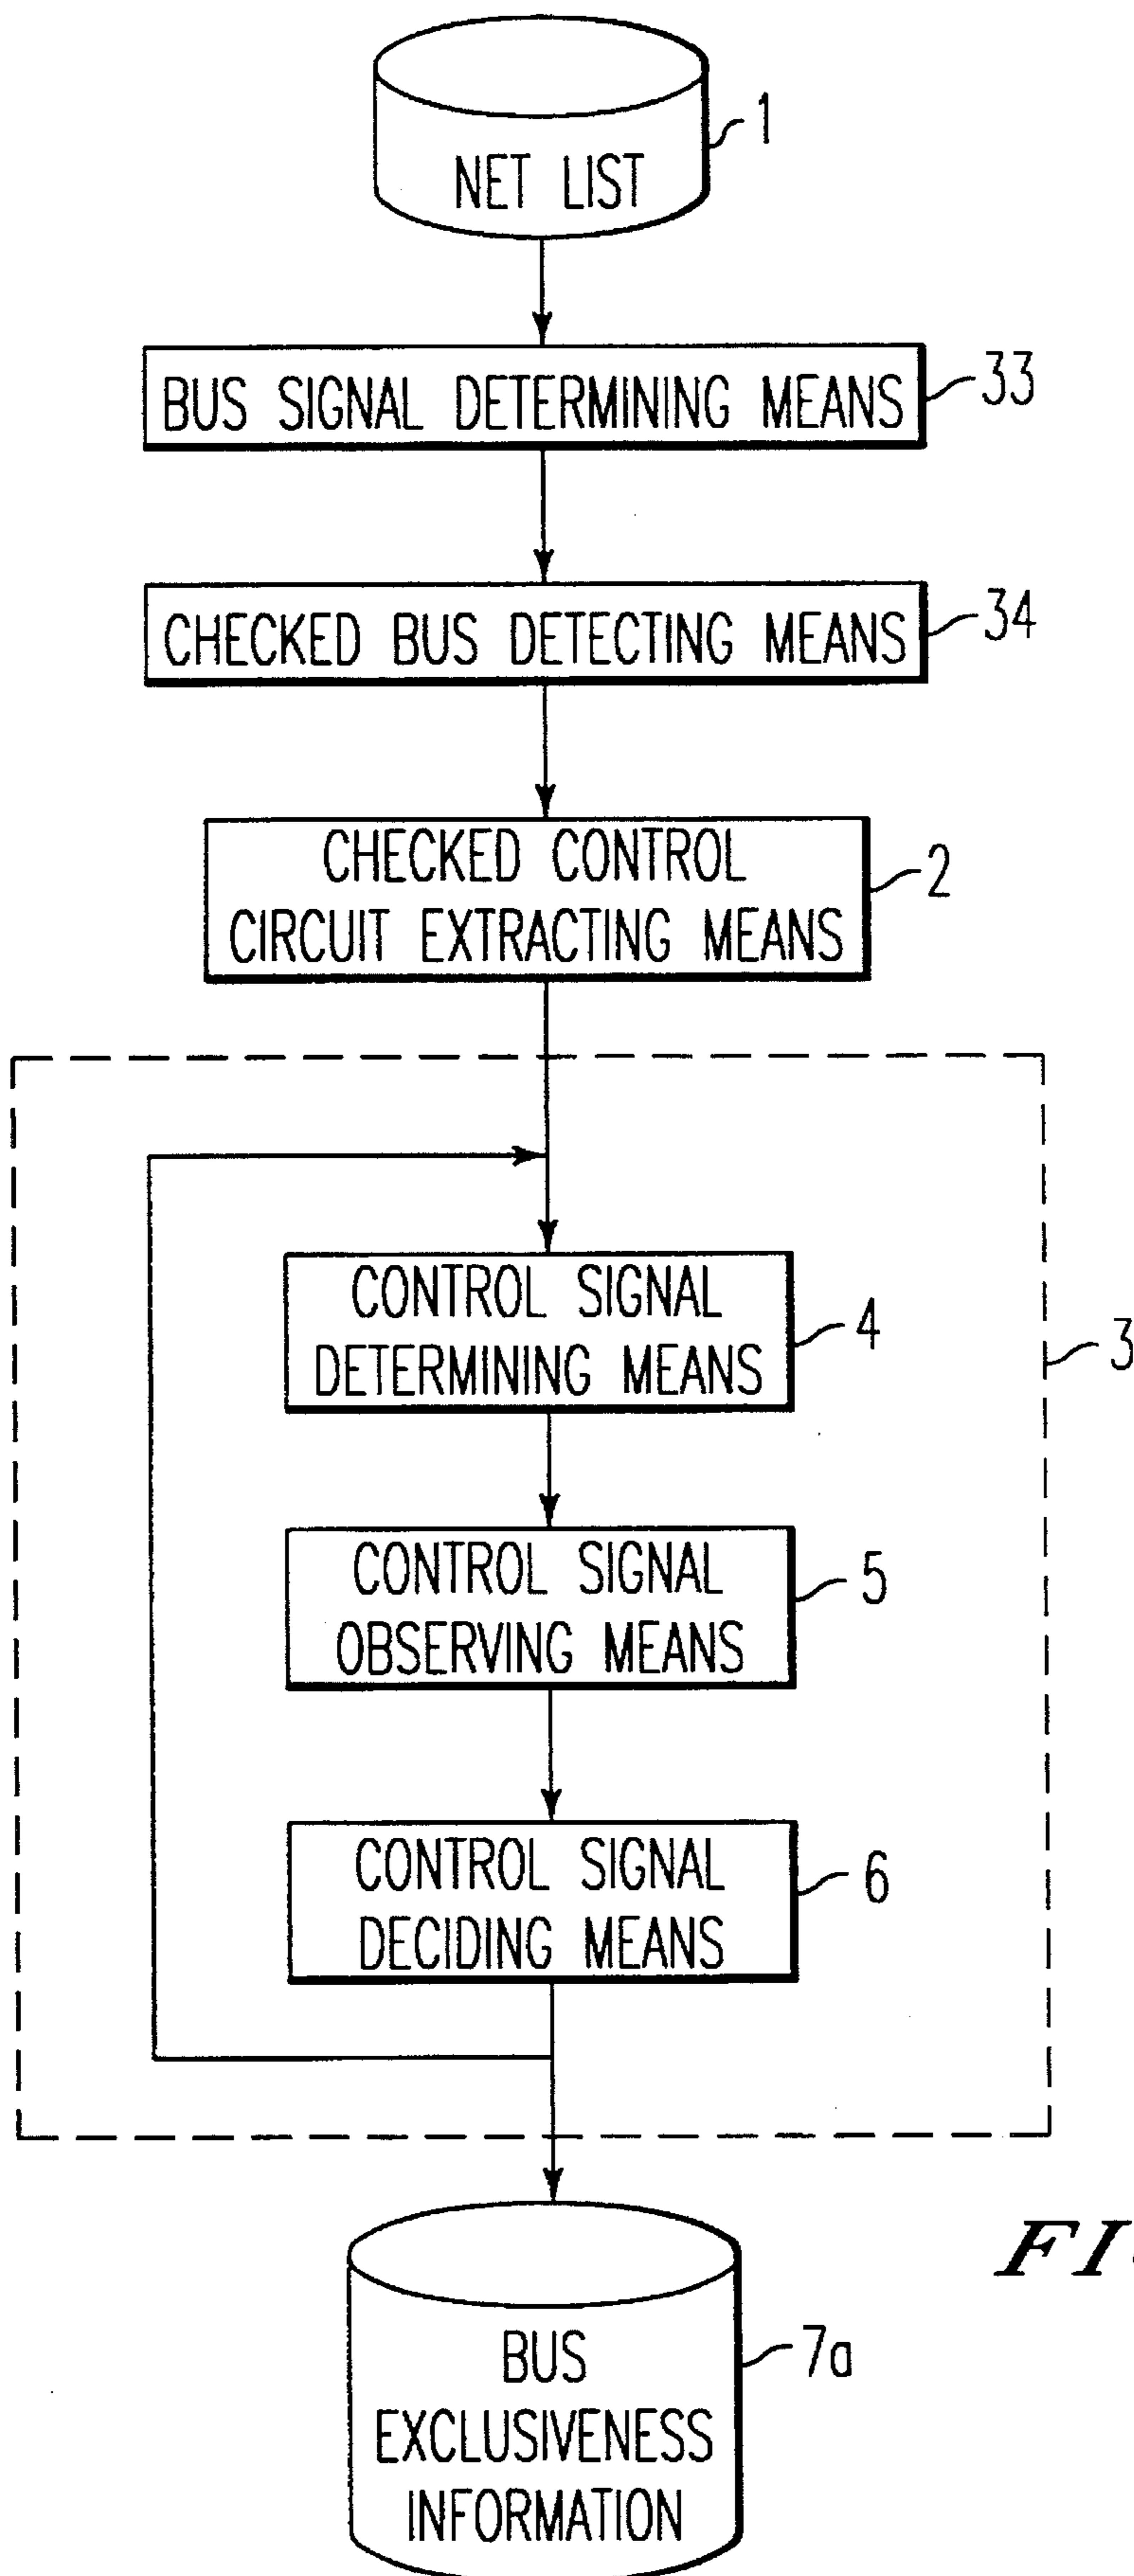 NET LIST
1
BUS SIGNAL DETERMINING MEANS
33
CHECKED BUS DETECTING MEANS
34
CHECKED CONTROL
CIRCUIT EXTRACTING MEANS
2
CONTROL SIGNAL
DETERMINING MEANS
4
3
CONTROL SIGNAL
OBSERVING MEANS
5
CONTROL SIGNAL
DECIDING MEANS
6
BUS
EXCLUSIVENESS
INFORMATION
7a